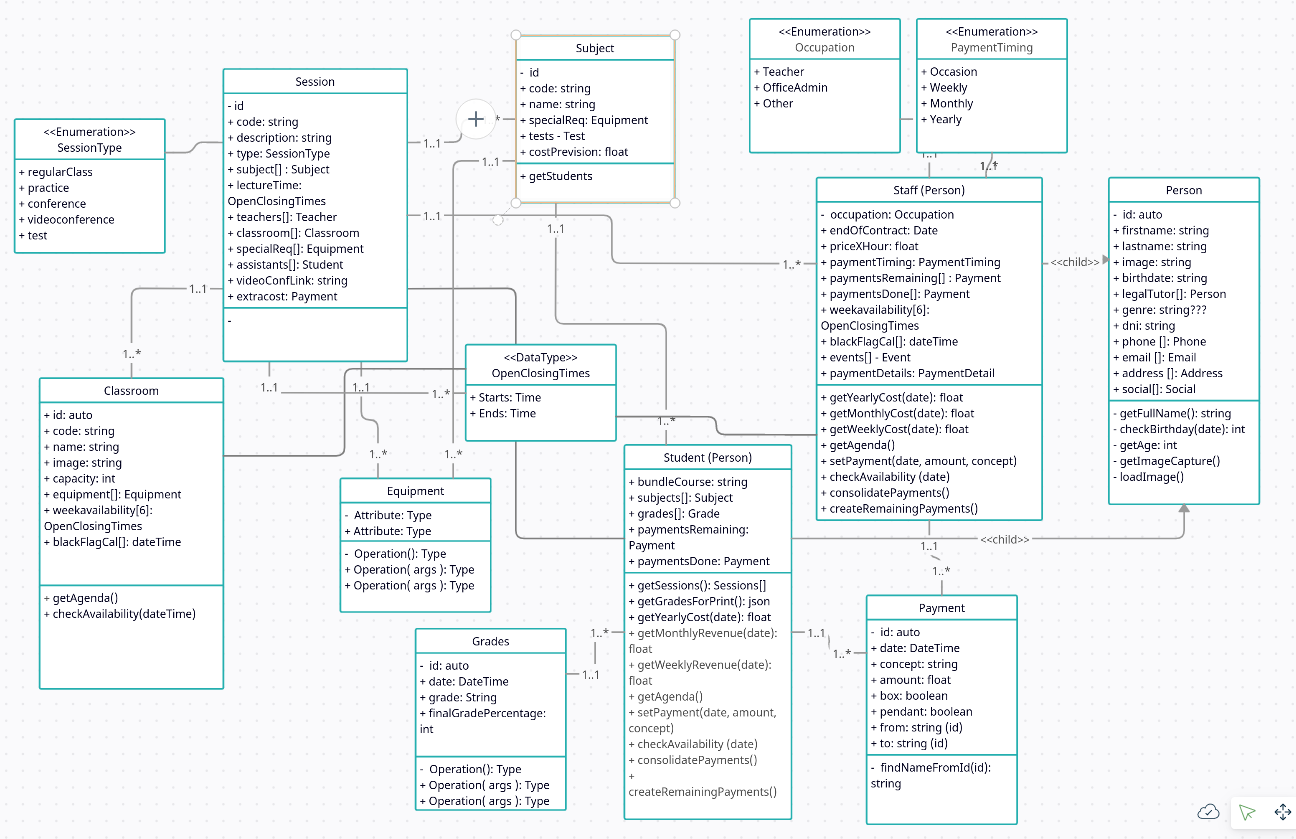 <<Enumeration>>
SessionType
+ regularClass
+ practice
+ conference
+ videoconference
+ test
Session
- id
+ code: string
+ description: string
+ type: SessionType
+ subject[] : Subject
+ lectureTime:
OpenClosingTimes
+ teachers[]: Teacher
+ classroom[]: Classroom
+ specialReq[]: Equipment
+ assistants[]: Student
+ videoConfLink: string
+ extracost: Payment
-
1..1
*
1..1
1..1
Subject
- id
+ code: string
+ name: string
+ specialReq: Equipment
+ tests - Test
+ costPrevision: float
+ getStudents
1..1
<<Enumeration>>
Occupation
+ Teacher
+ OfficeAdmin
+ Other
<<Enumeration>>
PaymentTiming
+ Occasion
+ Weekly
+ Monthly
+ Yearly
1..1
1..*
Staff (Person)
- occupation: Occupation
+ endOfContract: Date
+ priceXHour: float
+ paymentTiming: PaymentTiming
+ paymentsRemaining[] : Payment
+ paymentsDone[]: Payment
+ weekavailability[6]:
OpenClosingTimes
+ blackFlagCal[]: dateTime
+ events[] - Event
+ paymentDetails: PaymentDetail
+ getYearlyCost(date): float
+ getMonthlyCost(date): float
+ getWeeklyCost(date): float
+ getAgenda()
+ setPayment(date, amount, concept)
+ checkAvailability (date)
+ consolidatePayments()
+ createRemainingPayments()
1..*
<<child>>
Person
- id: auto
+ firstname: string
+ lastname: string
+ image: string
+ birthdate: string
+ legalTutor[]: Person
+ genre: string???
+ dni: string
+ phone []: Phone
+ email []: Email
+ address []: Address
+ social[]: Social
- getFullName(): string
- checkBirthday(date): int
- getAge: int
- getImageCapture()
- loadImage()
1..1
1..*
Classroom
+ id: auto
+ code: string
+ name: string
+ image: string
+ capacity: int
+ equipment[]: Equipment
+ weekavailability[6]:
OpenClosingTimes
+ blackFlagCal[]: dateTime
+ getAgenda()
+ checkAvailability(dateTime)
1..1
1..1
1..*
<<DataType>>
OpenClosingTimes
+ Starts: Time
+ Ends: Time
1..*
1..*
1..*
Equipment
- Attribute: Type
+ Attribute: Type
- Operation(): Type
+ Operation( args ): Type
+ Operation( args ): Type
Student (Person)
+ bundleCourse: string
+ subjects[]: Subject
+ grades[]: Grade
+ paymentsRemaining:
Payment
+ paymentsDone: Payment
+ getSessions(): Sessions[]
+ getGradesForPrint(): json
+ getYearlyCost(date): float
+ getMonthlyRevenue(date):
float
+ getWeeklyRevenue(date):
float
+ getAgenda()
+ setPayment(date, amount,
concept)
+ checkAvailability (date)
+ consolidatePayments()
+
createRemainingPayments()
<<child>>
1..1
1..*
Grades
- id: auto
+ date: DateTime
+ grade: String
+ finalGradePercentage:
int
- Operation(): Type
+ Operation( args ): Type
+ Operation( args ): Type
1..*
1..1
1..1
1..*
Payment
- id: auto
+ date: DateTime
+ concept: string
+ amount: float
+ box: boolean
+ pendant: boolean
+ from: string (id)
+ to: string (id)
- findNameFromId(id):
string